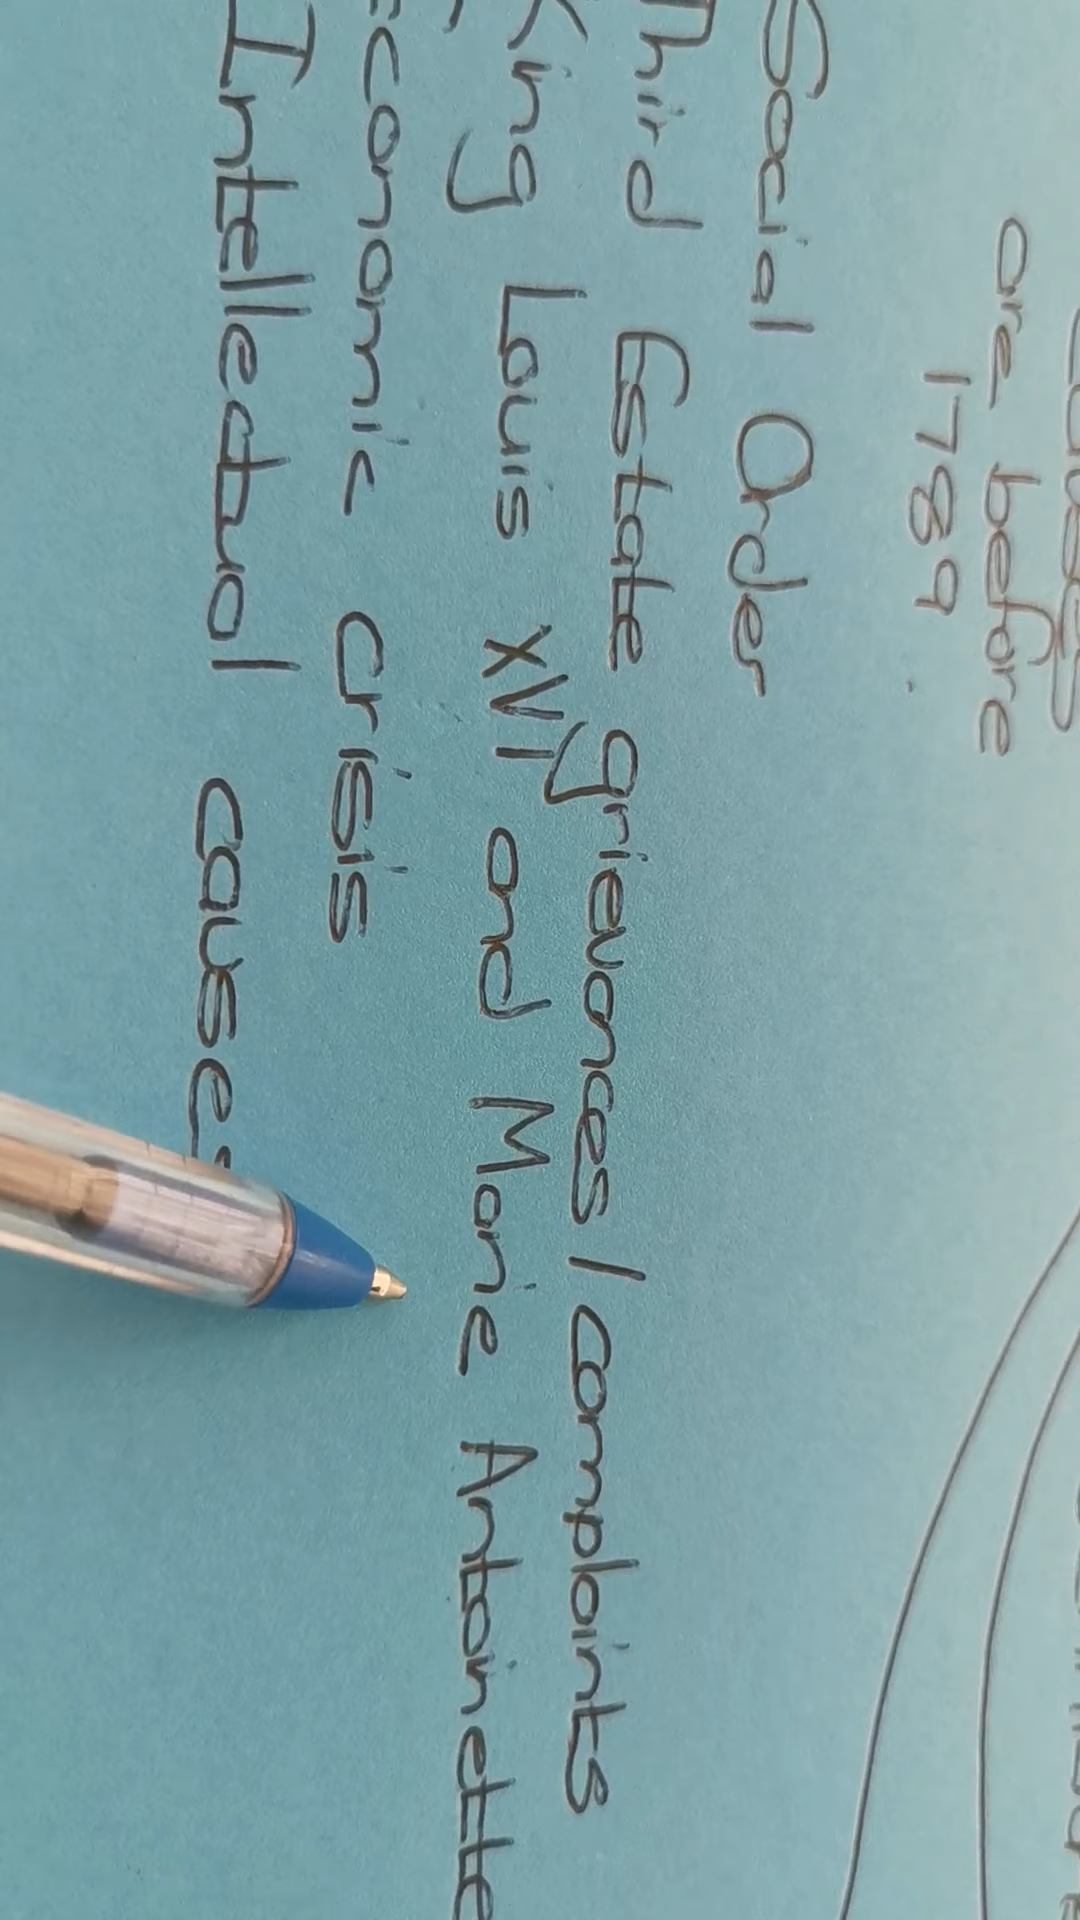 causes
are before
1789.
Social Order
Third Estate grievances / complaints
King Louis XVI and Marie Antoinette
Economic crisis
Intellectual causes